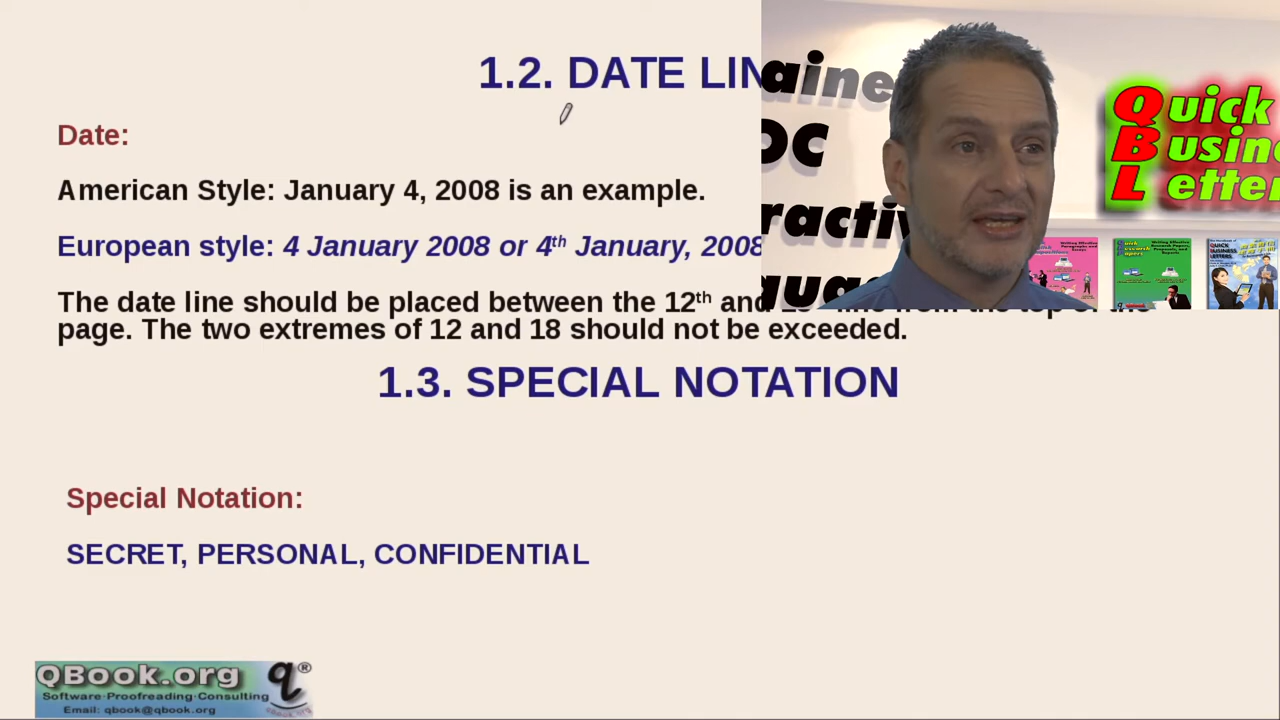 1.2. DATE LIN
Date:
American Style: January 4, 2008 is an example.
European style: 4 January 2008 or 4th January, 2008
The date line should be placed between the 12th and
page. The two extremes of 12 and 18 should not be exceeded.
1.3. SPECIAL NOTATION
Special Notation:
SECRET, PERSONAL, CONFIDENTIAL
aine
OC
ractiv
Quick
Busine
Letter
QBook.org q®
Software·Proofreading·Consulting
Email: qbook@qbook.org